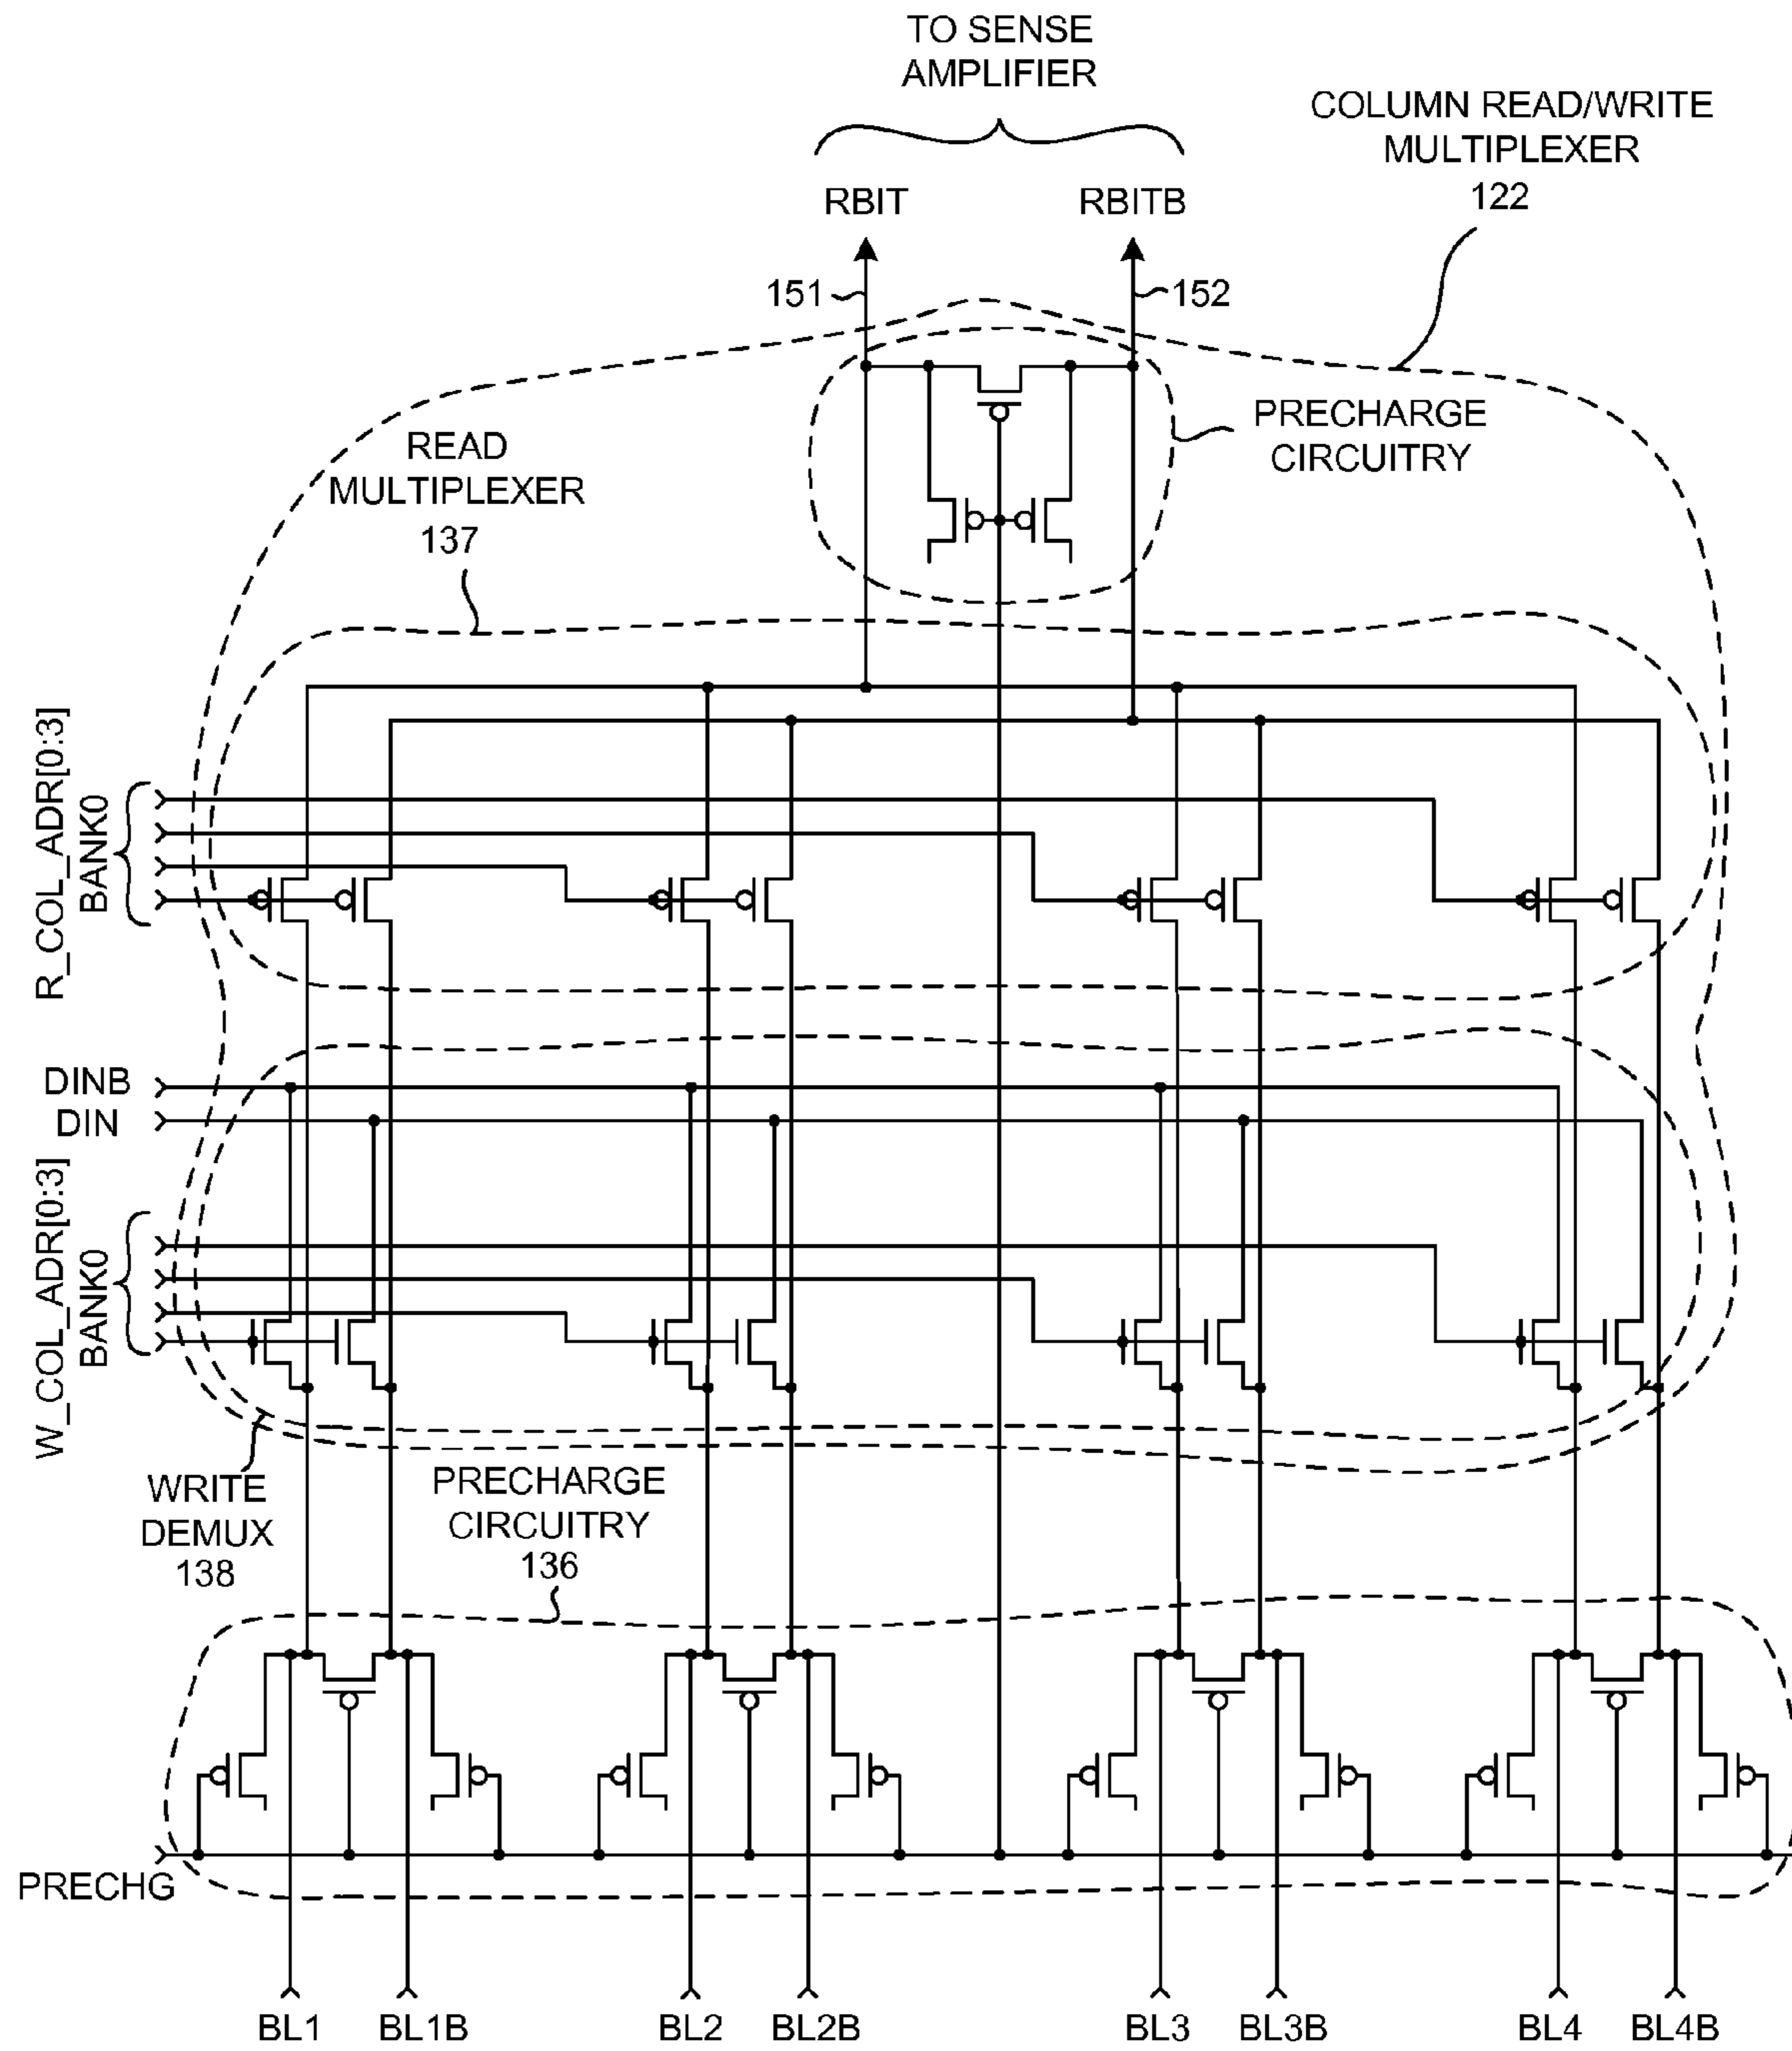 TO SENSE
AMPLIFIER
COLUMN READ/WRITE
MULTIPLEXER
122
RBIT
RBITB
151
152
PRECHARGE
CIRCUITRY
READ
MULTIPLEXER
137
R_COL_ADR[0:3]
BANK0
DINB
DIN
W_COL_ADR[0:3]
BANK0
WRITE
DEMUX
138
PRECHARGE
CIRCUITRY
136
PRECHG
BL1
BL1B
BL2
BL2B
BL3
BL3B
BL4
BL4B